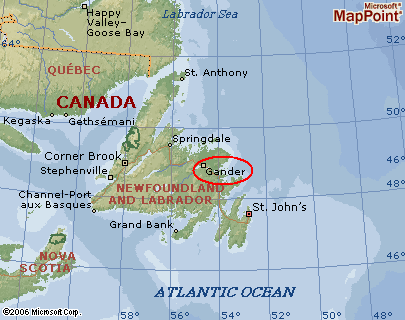 Happy
Valley-
Goose Bay
Labrador Sea
Microsoft®
MapPoint®
64°
52°
QUÉBEC
St. Anthony
CANADA
50°
Kegaska
Gethsémani
Springdale
Corner Brook
Stephenville
Gander
48°
Channel-Port
aux Basques
NEWFOUNDLAND
AND LABRADOR
St. John's
Grand Bank
46°
NOVA
SCOTIA
58°
56°
54°
52°
ATLANTIC OCEAN
©2006 Microsoft Corp.